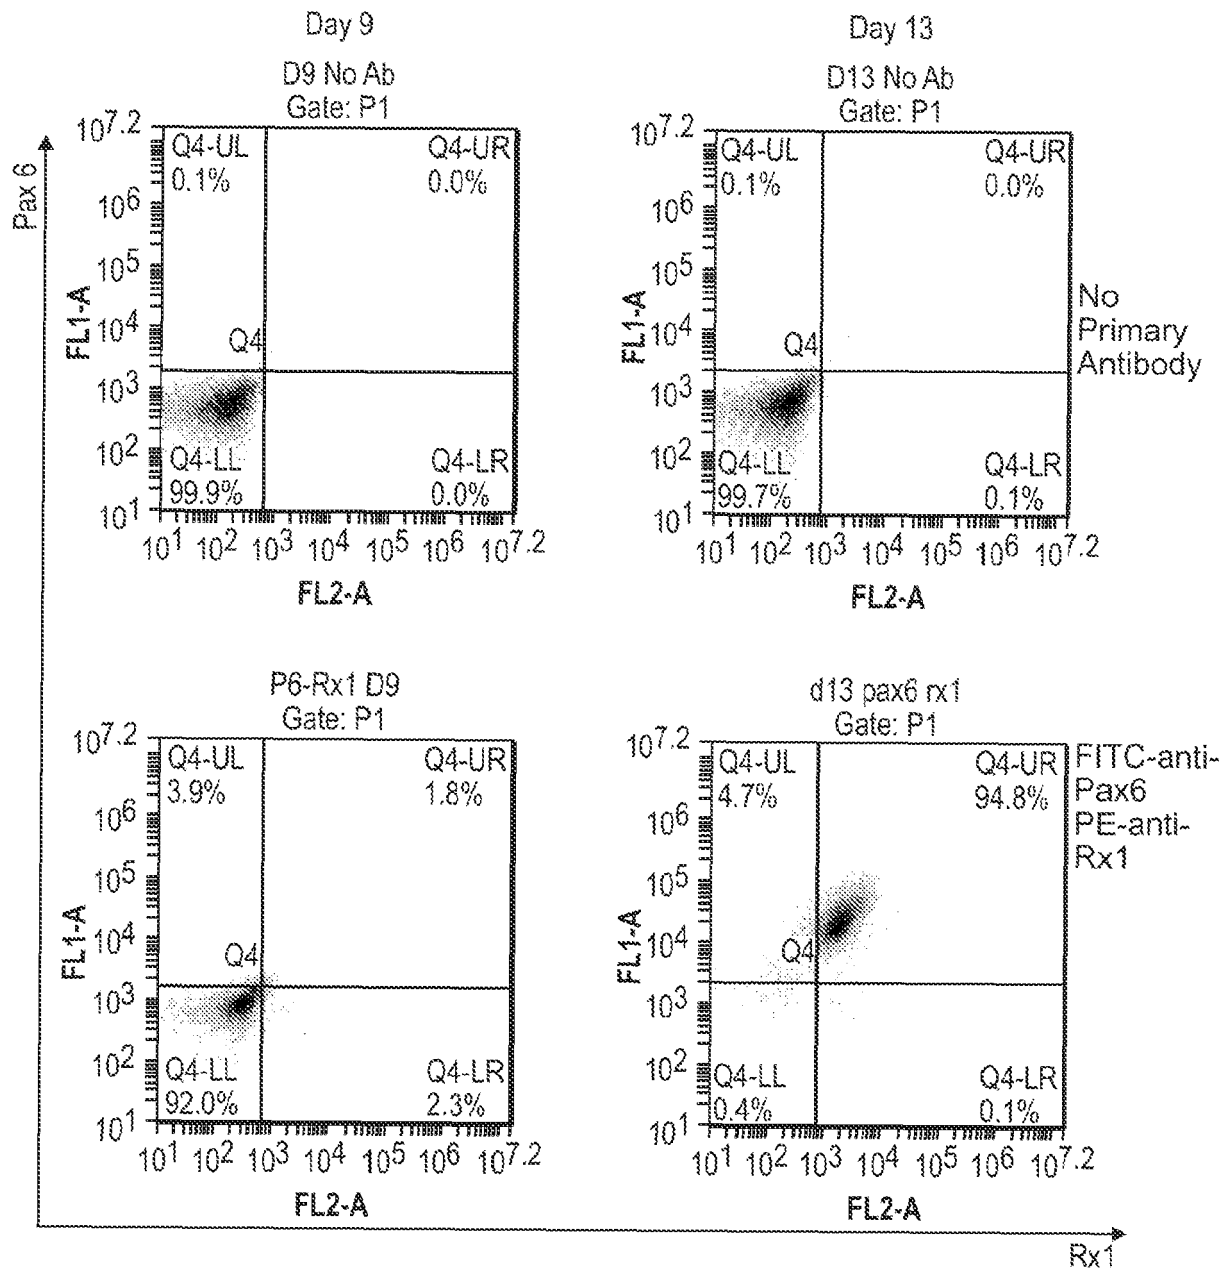 Day 9
D9 No Ab
Gate: P1
Pax 6
FL1-A
10^7.2
10^6
10^5
10^4
10^3
10^2
10^1
Q4-UL
0.1%
Q4-UR
0.0%
Q4
Q4-LL
99.9%
Q4-LR
0.0%
10^1 10^2 10^3 10^4 10^5 10^6 10^7.2
FL2-A
Day 13
D13 No Ab
Gate: P1
FL1-A
10^7.2
10^6
10^5
10^4
10^3
10^2
10^1
Q4-UL
0.1%
Q4-UR
0.0%
Q4
Q4-LL
99.7%
Q4-LR
0.1%
10^1 10^2 10^3 10^4 10^5 10^6 10^7.2
FL2-A
No
Primary
Antibody
P6-Rx1 D9
Gate: P1
FL1-A
10^7.2
10^6
10^5
10^4
10^3
10^2
10^1
Q4-UL
3.9%
Q4-UR
1.8%
Q4
Q4-LL
92.0%
Q4-LR
2.3%
10^1 10^2 10^3 10^4 10^5 10^6 10^7.2
FL2-A
d13 pax6 rx1
Gate: P1
FL1-A
10^7.2
10^6
10^5
10^4
10^3
10^2
10^1
Q4-UL
4.7%
Q4-UR
94.8%
Q4
Q4-LL
0.4%
Q4-LR
0.1%
10^1 10^2 10^3 10^4 10^5 10^6 10^7.2
FL2-A
FITC-anti-
Pax6
PE-anti-
Rx1
Rx1